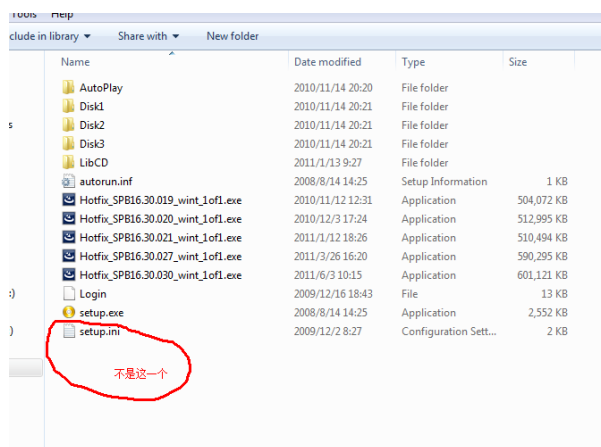 Tools Help
clude in library Share with New folder
Name Date modified Type Size
AutoPlay 2010/11/14 20:20 File folder
Disk1 2010/11/14 20:21 File folder
s Disk2 2010/11/14 20:21 File folder
Disk3 2010/11/14 20:21 File folder
LibCD 2011/1/13 9:27 File folder
autorun.inf 2008/8/14 14:25 Setup Information 1 KB
Hotfix_SPB16.30.019_wint_1of1.exe 2010/11/12 12:31 Application 504,072 KB
Hotfix_SPB16.30.020_wint_1of1.exe 2010/12/3 17:24 Application 512,995 KB
Hotfix_SPB16.30.021_wint_1of1.exe 2011/1/12 18:26 Application 510,494 KB
Hotfix_SPB16.30.027_wint_1of1.exe 2011/3/26 16:20 Application 590,295 KB
Hotfix_SPB16.30.030_wint_1of1.exe 2011/6/3 10:15 Application 601,121 KB
:) Login 2009/12/16 18:43 File 13 KB
setup.exe 2008/8/14 14:25 Application 2,552 KB
) setup.ini 2009/12/2 8:27 Configuration Sett... 2 KB
不是这一个